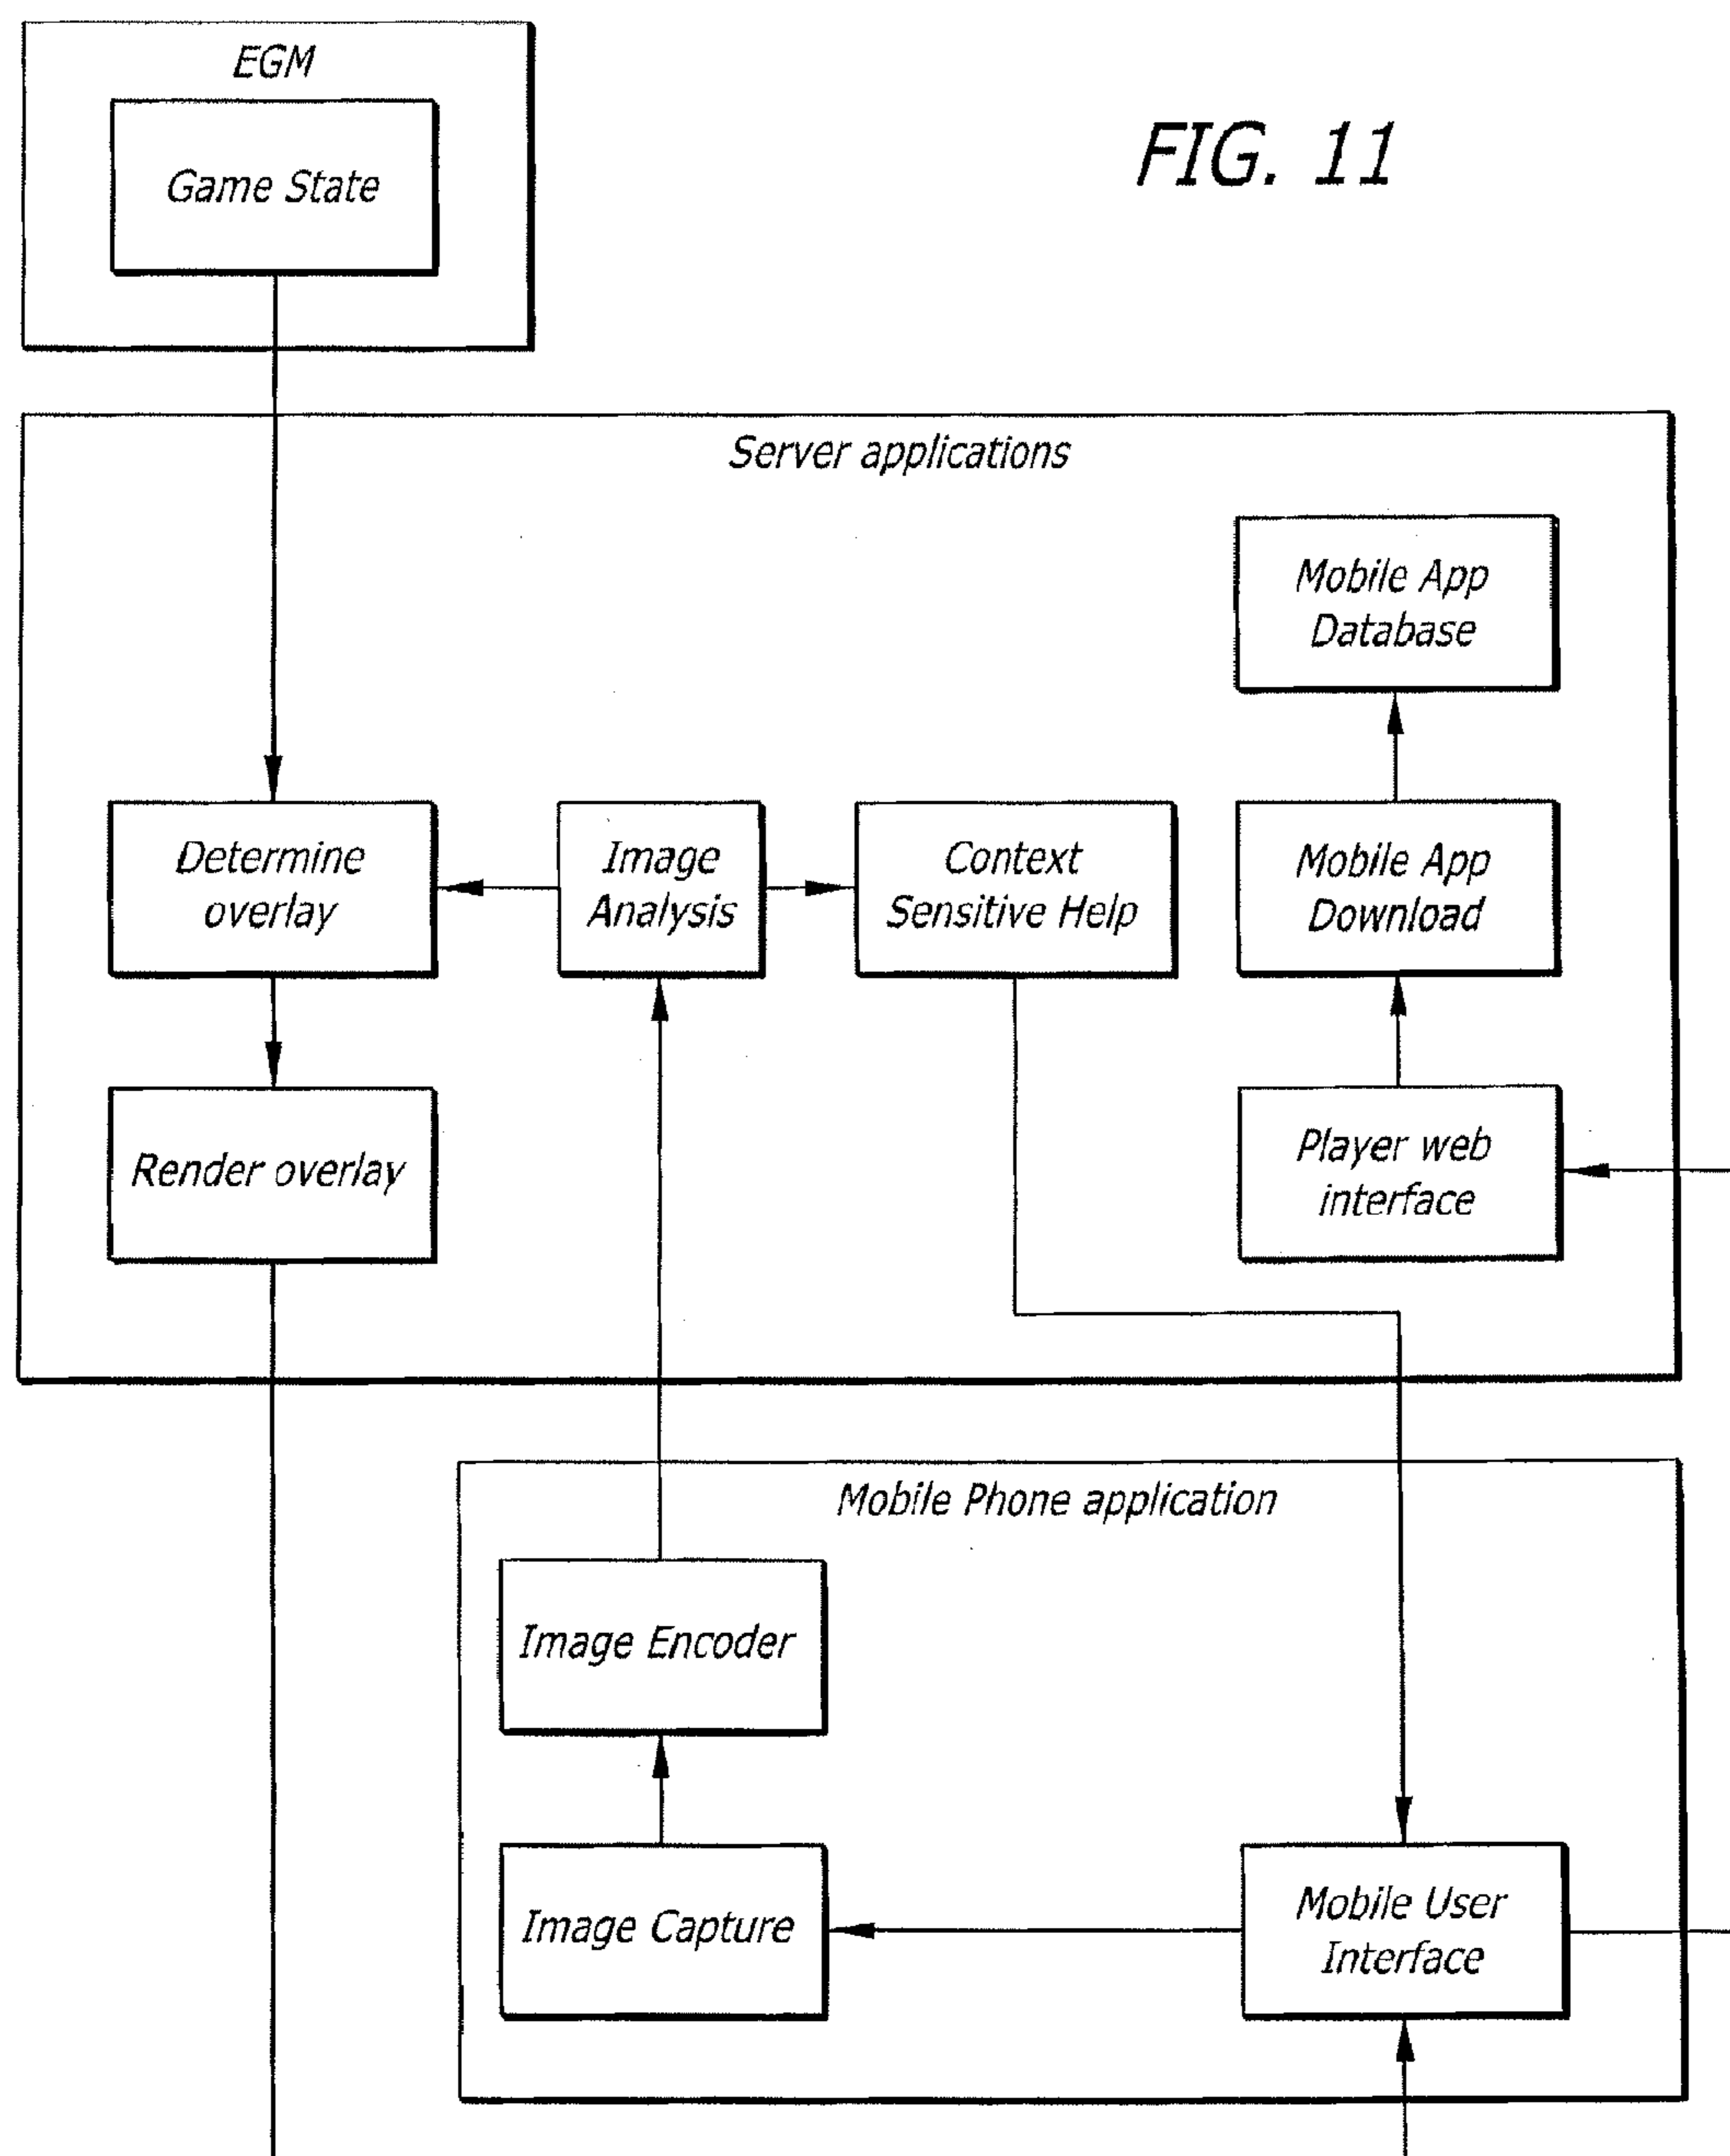 EGM
Game State
FIG. 11
Server applications
Mobile App
Database
Determine
overlay
Image
Analysis
Context
Sensitive Help
Mobile App
Download
Render overlay
Player web
interface
Mobile Phone application
Image Encoder
Image Capture
Mobile User
Interface